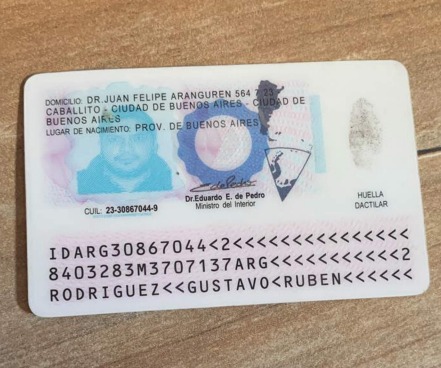 DOMICILIO: DR.JUAN FELIPE ARANGUREN 564 7 23
CABALLITO - CIUDAD DE BUENOS AIRES - CIUDAD DE
BUENOS AIRES
LUGAR DE NACIMIENTO: PROV. DE BUENOS AIRES
CUIL: 23-30867044-9
Dr.Eduardo E. de Pedro
Ministro del Interior
HUELLA
DACTILAR
IDARG30867044<2<<<<<<<<<<<<<<<
8403283M3707137ARG<<<<<<<<<<<2
RODRIGUEZ<<GUSTAVO<RUBEN<<<<<<